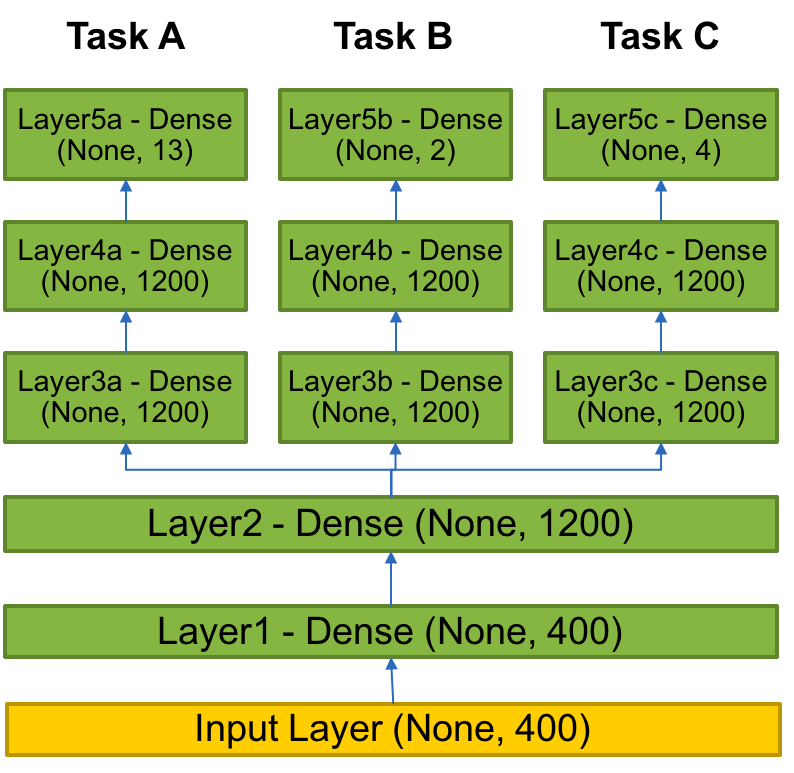 Task A
Task B
Task C
Layer5a - Dense
(None, 13)
Layer5b - Dense
(None, 2)
Layer5c - Dense
(None, 4)
Layer4a - Dense
(None, 1200)
Layer4b - Dense
(None, 1200)
Layer4c - Dense
(None, 1200)
Layer3a - Dense
(None, 1200)
Layer3b - Dense
(None, 1200)
Layer3c - Dense
(None, 1200)
Layer2 - Dense (None, 1200)
Layer1 - Dense (None, 400)
Input Layer (None, 400)